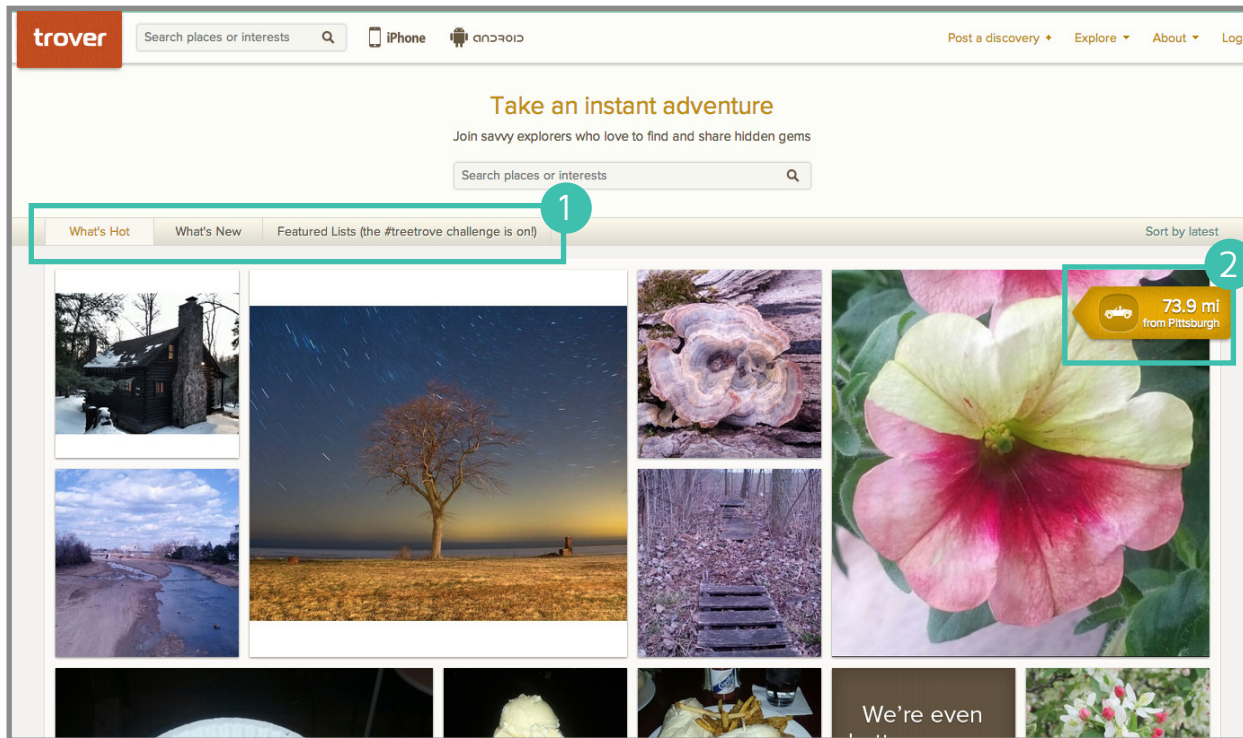 trover
Search places or interests
iPhone
ANDROID
Post a discovery +
Explore
About
Log
Take an instant adventure
Join savvy explorers who love to find and share hidden gems
Search places or interests
1
What's Hot
What's New
Featured Lists (the #treetrove challenge is on!)
Sort by latest
2
73.9 mi
from Pittsburgh
We're even